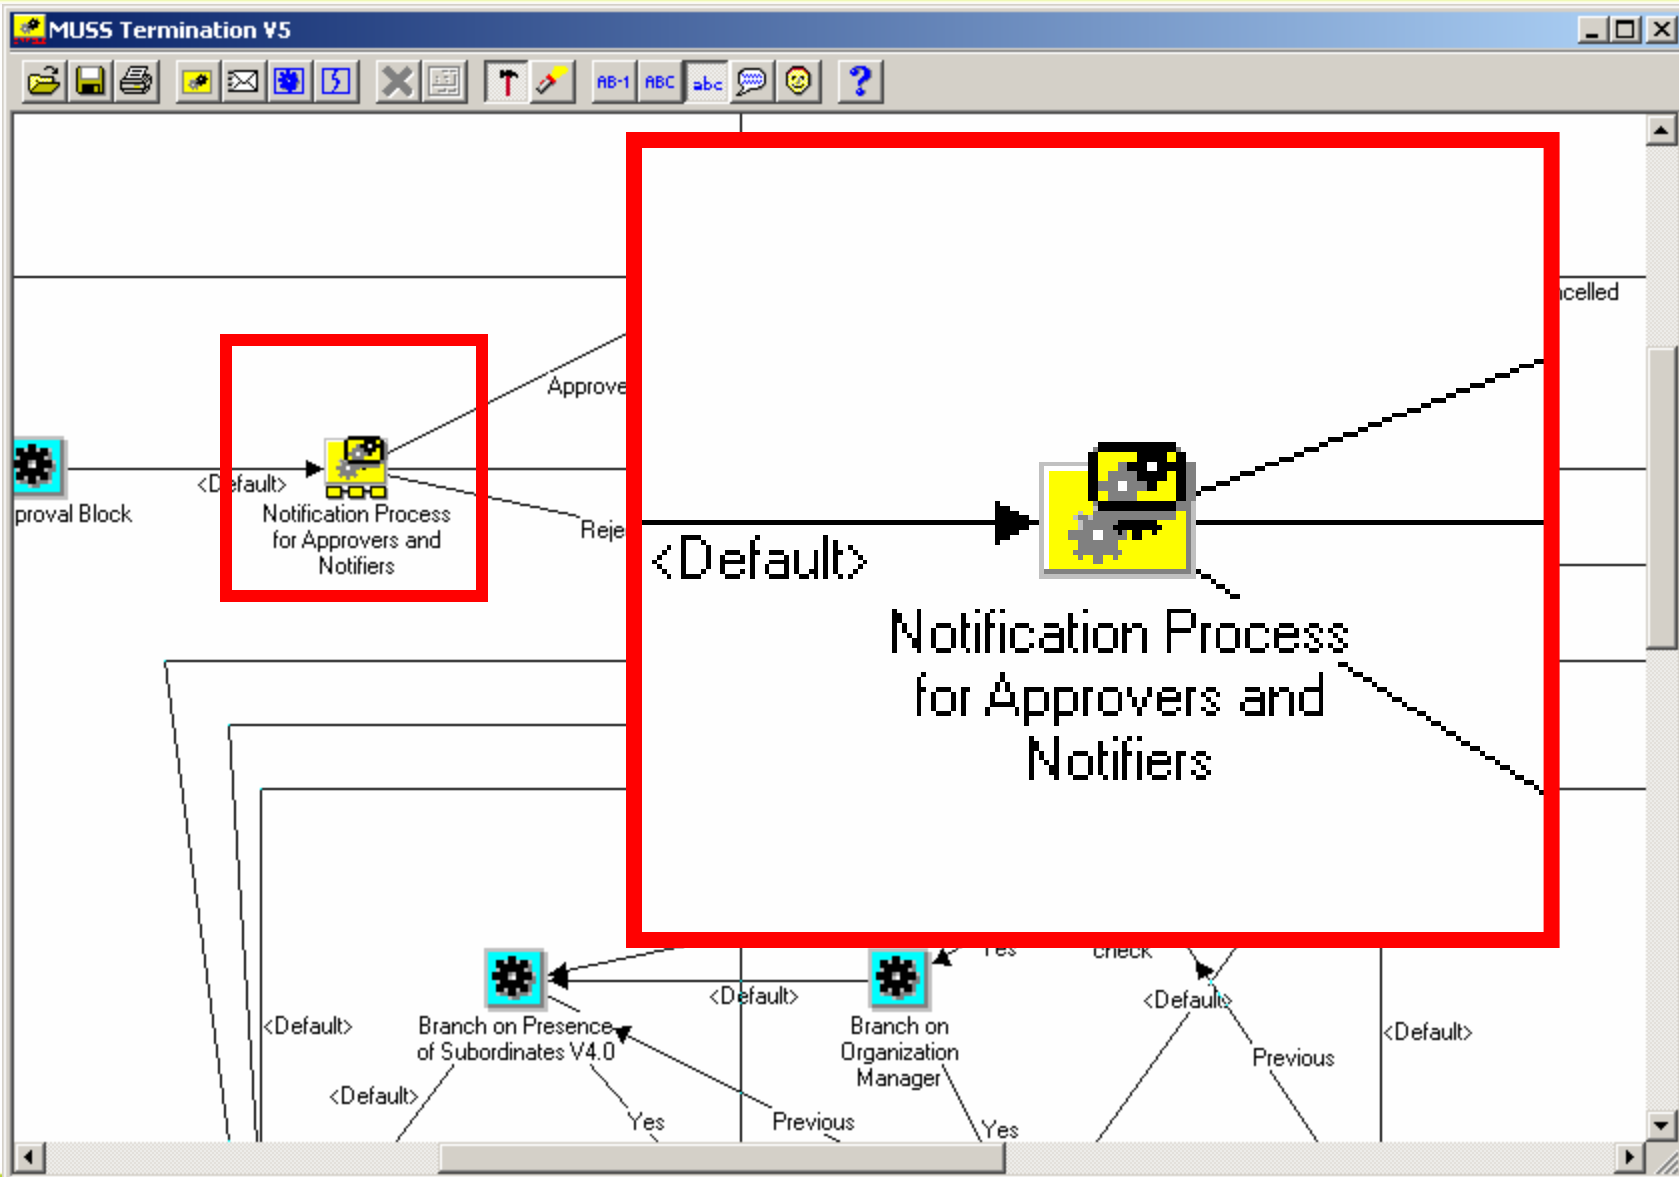 MUSS Termination V5
AB-1 ABC abc
<Default>
Notification Process
for Approvers and
Notifiers
proval Block
Approve
Reje
<Default>
Notification Process
for Approvers and
Notifiers
ncelled
<Default>
Branch on Presence
of Subordinates V4.0
<Default>
Yes
<Default>
Previous
Branch on
Organization
Manager
Yes
Yes
check
<Default>
Previous
<Default>